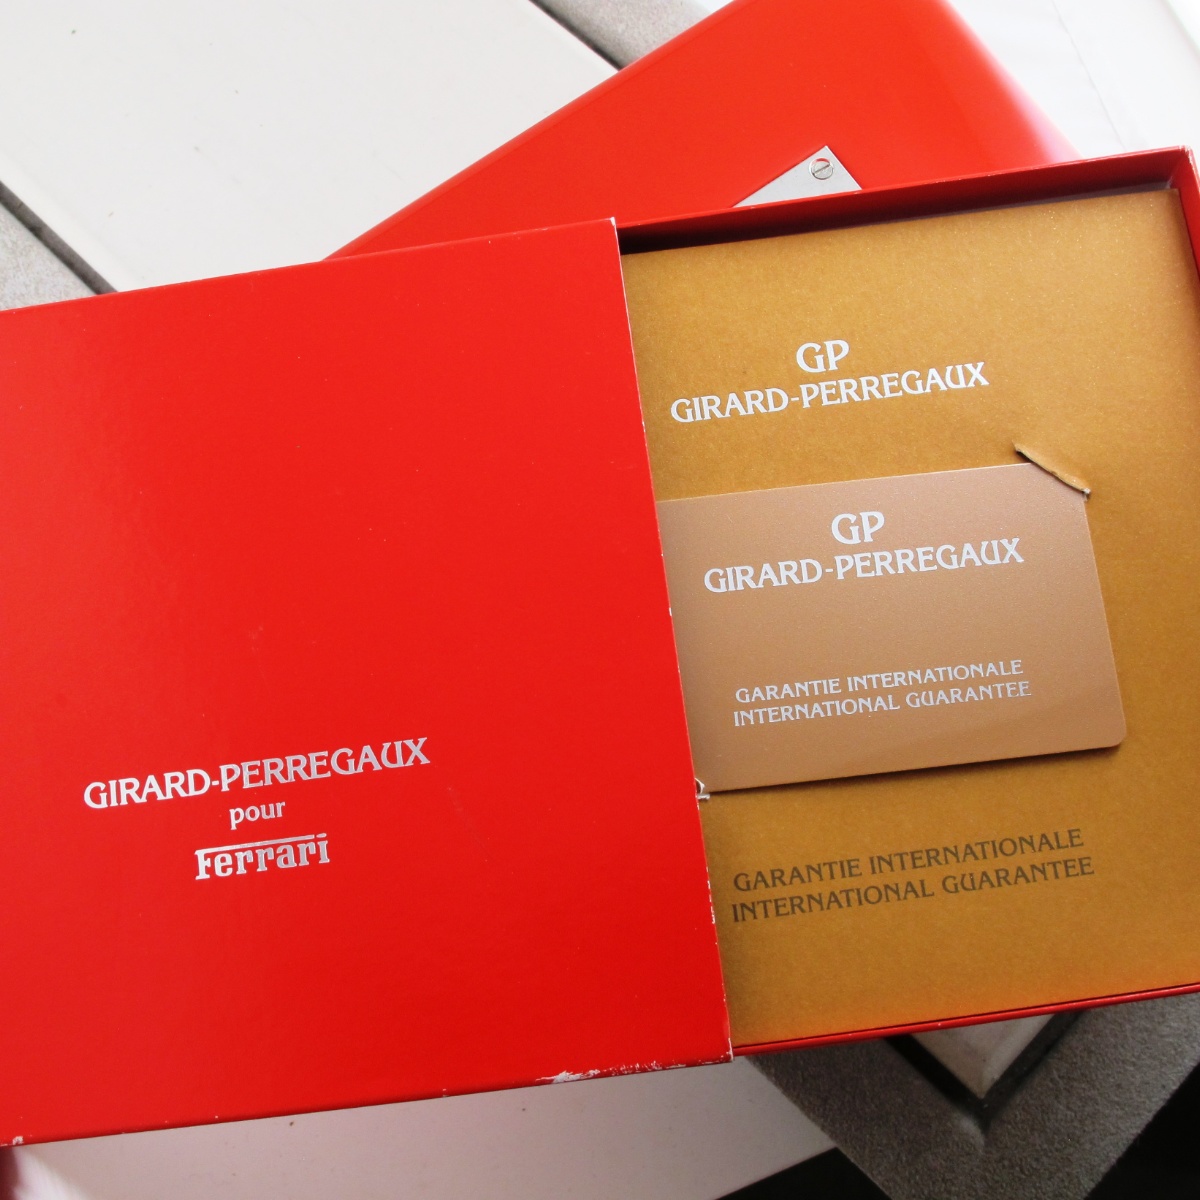 GIRARD-PERREGAUX
pour
Ferrari
GP
GIRARD-PERREGAUX
GP
GIRARD-PERREGAUX
GARANTIE INTERNATIONALE
INTERNATIONAL GUARANTEE
GARANTIE INTERNATIONALE
INTERNATIONAL GUARANTEE